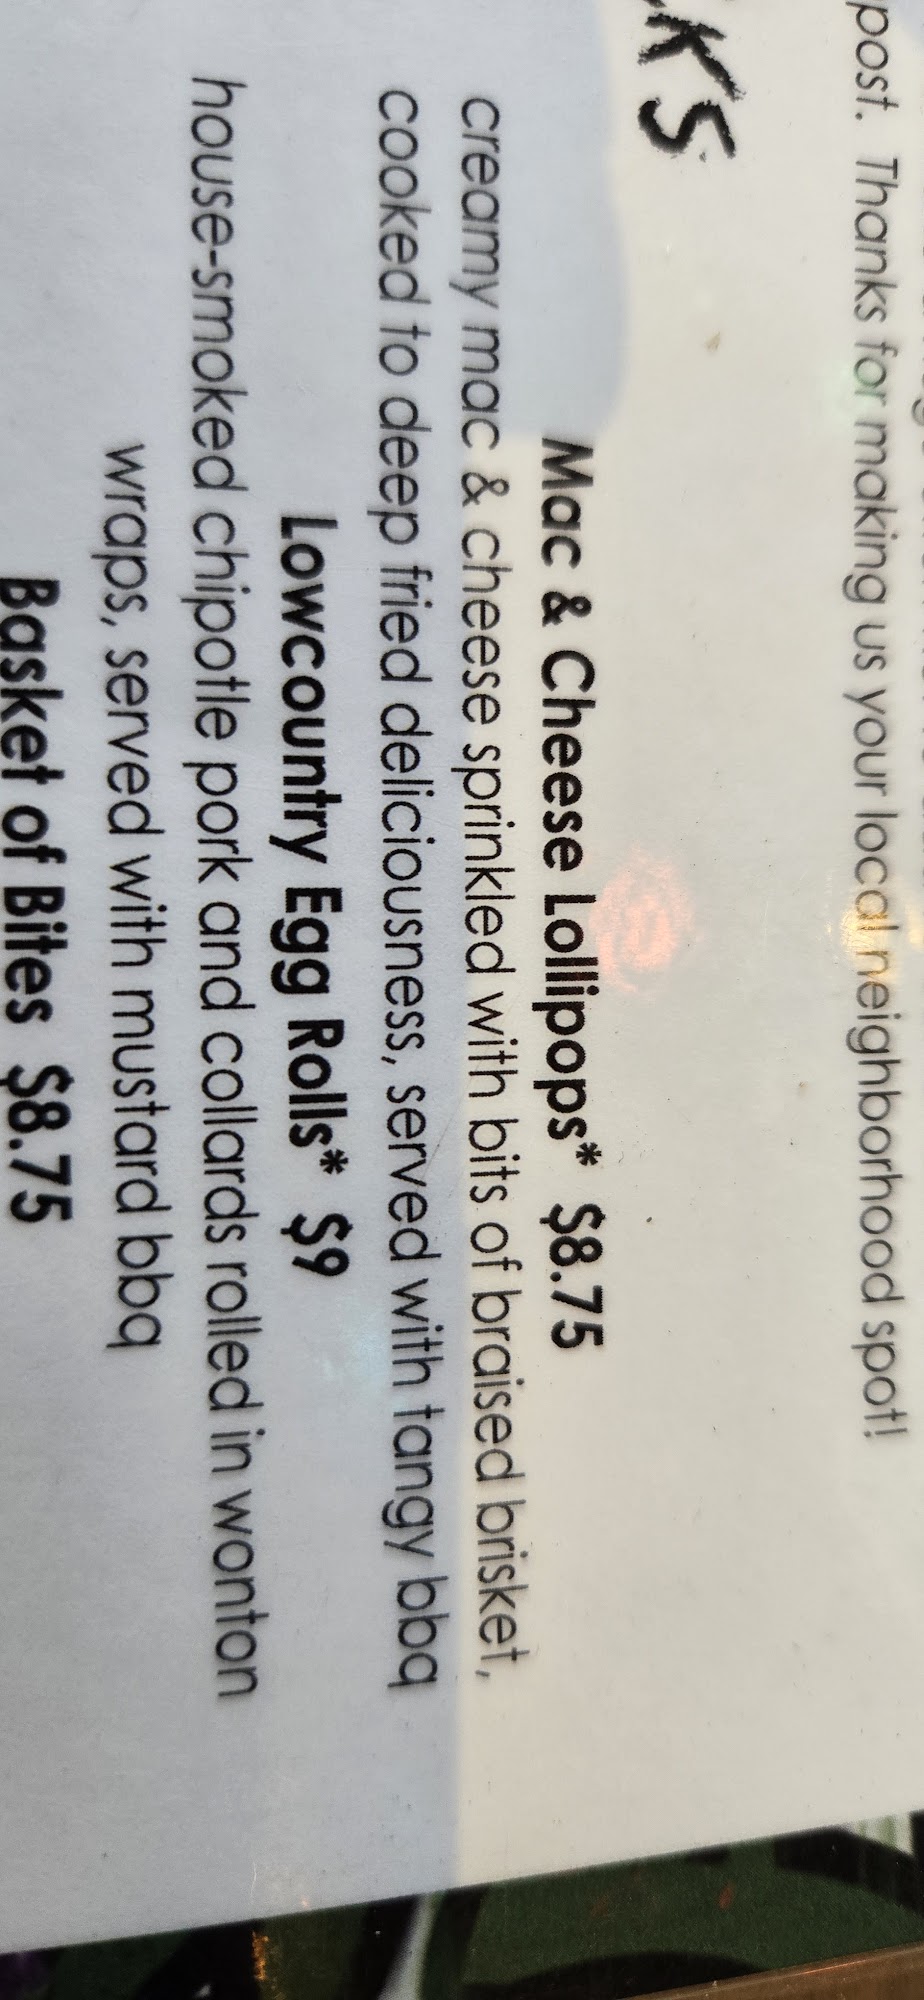 post. Thanks for making us your local neighborhood spot!
KS
Mac & Cheese Lollipops* $8.75
creamy mac & cheese sprinkled with bits of braised brisket,
cooked to deep fried deliciousness, served with tangy bbq
Lowcountry Egg Rolls* $9
house-smoked chipotle pork and collards rolled in wonton
wraps, served with mustard bbq
Basket of Bites $8.75